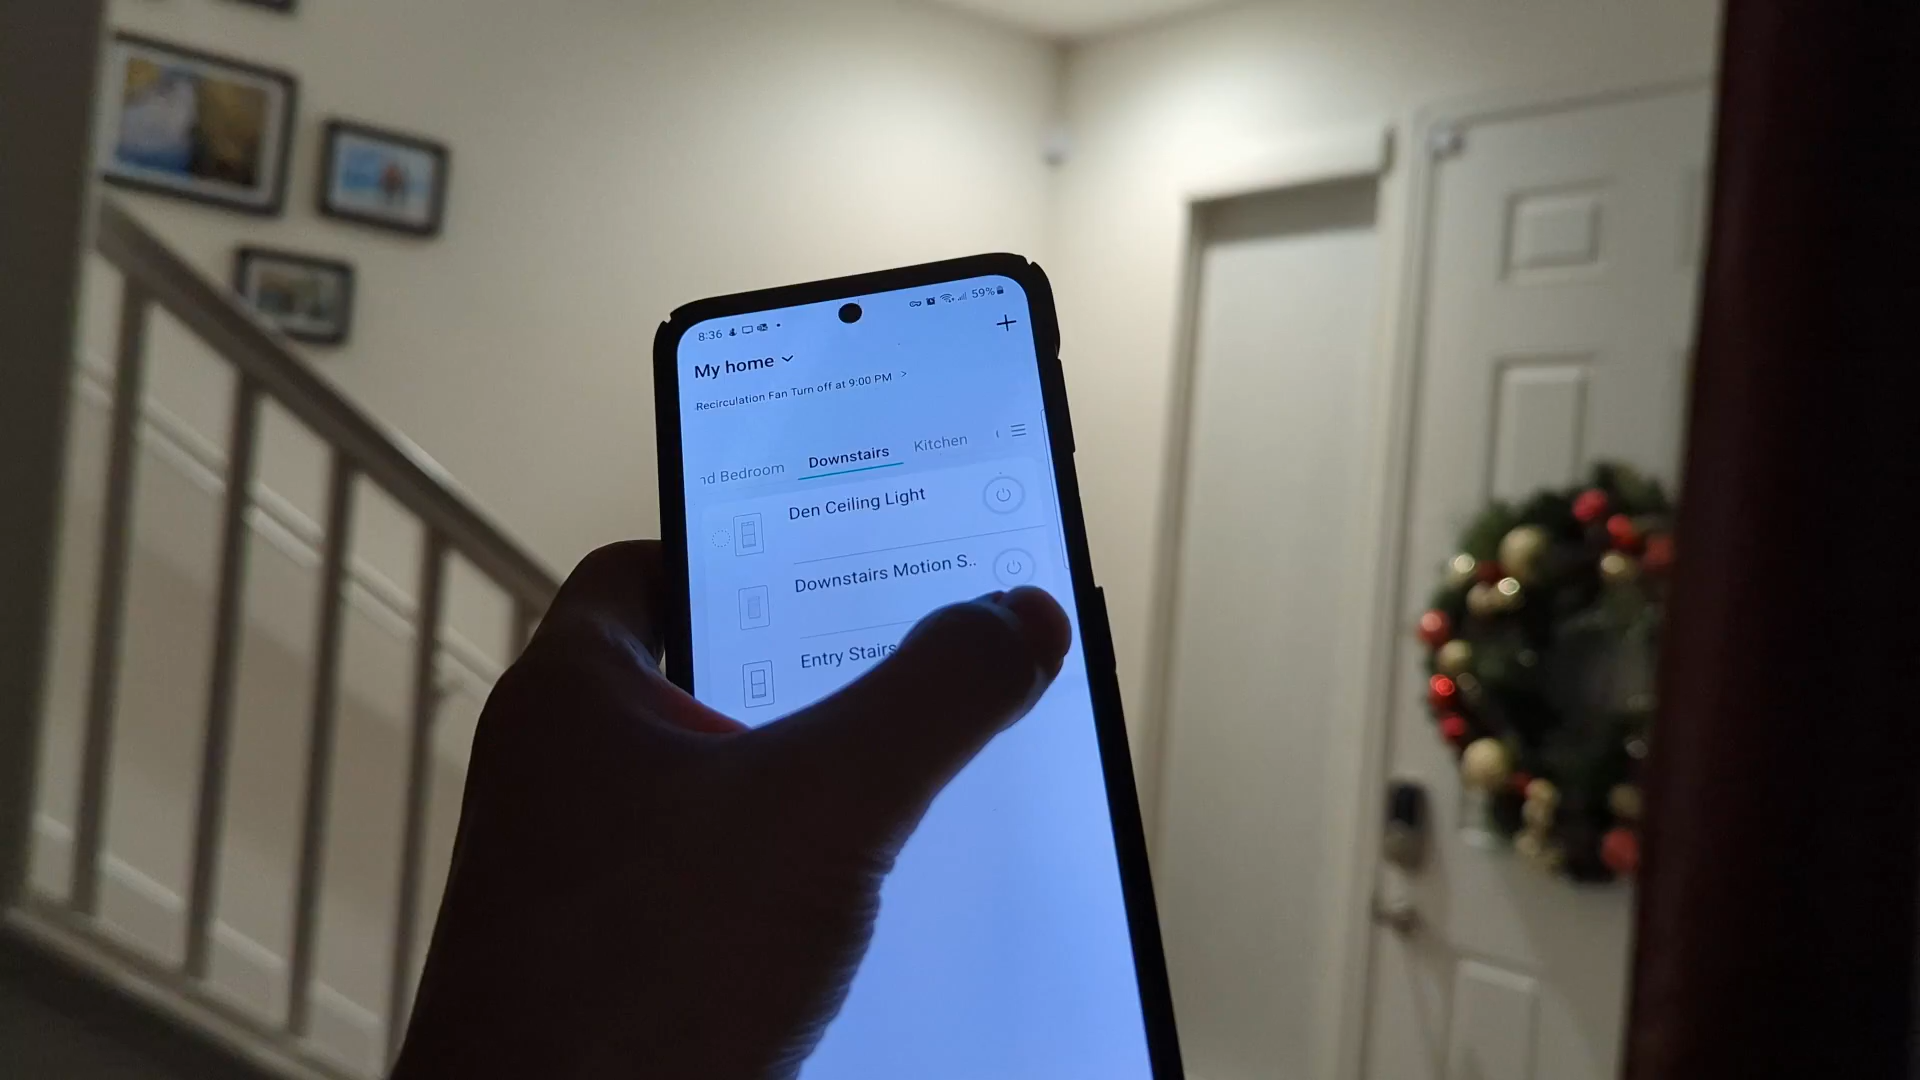 8:36 59%
My home
Recirculation Fan Turn off at 9:00 PM >
nd Bedroom Downstairs Kitchen
Den Ceiling Light
Downstairs Motion S..
Entry Stairs